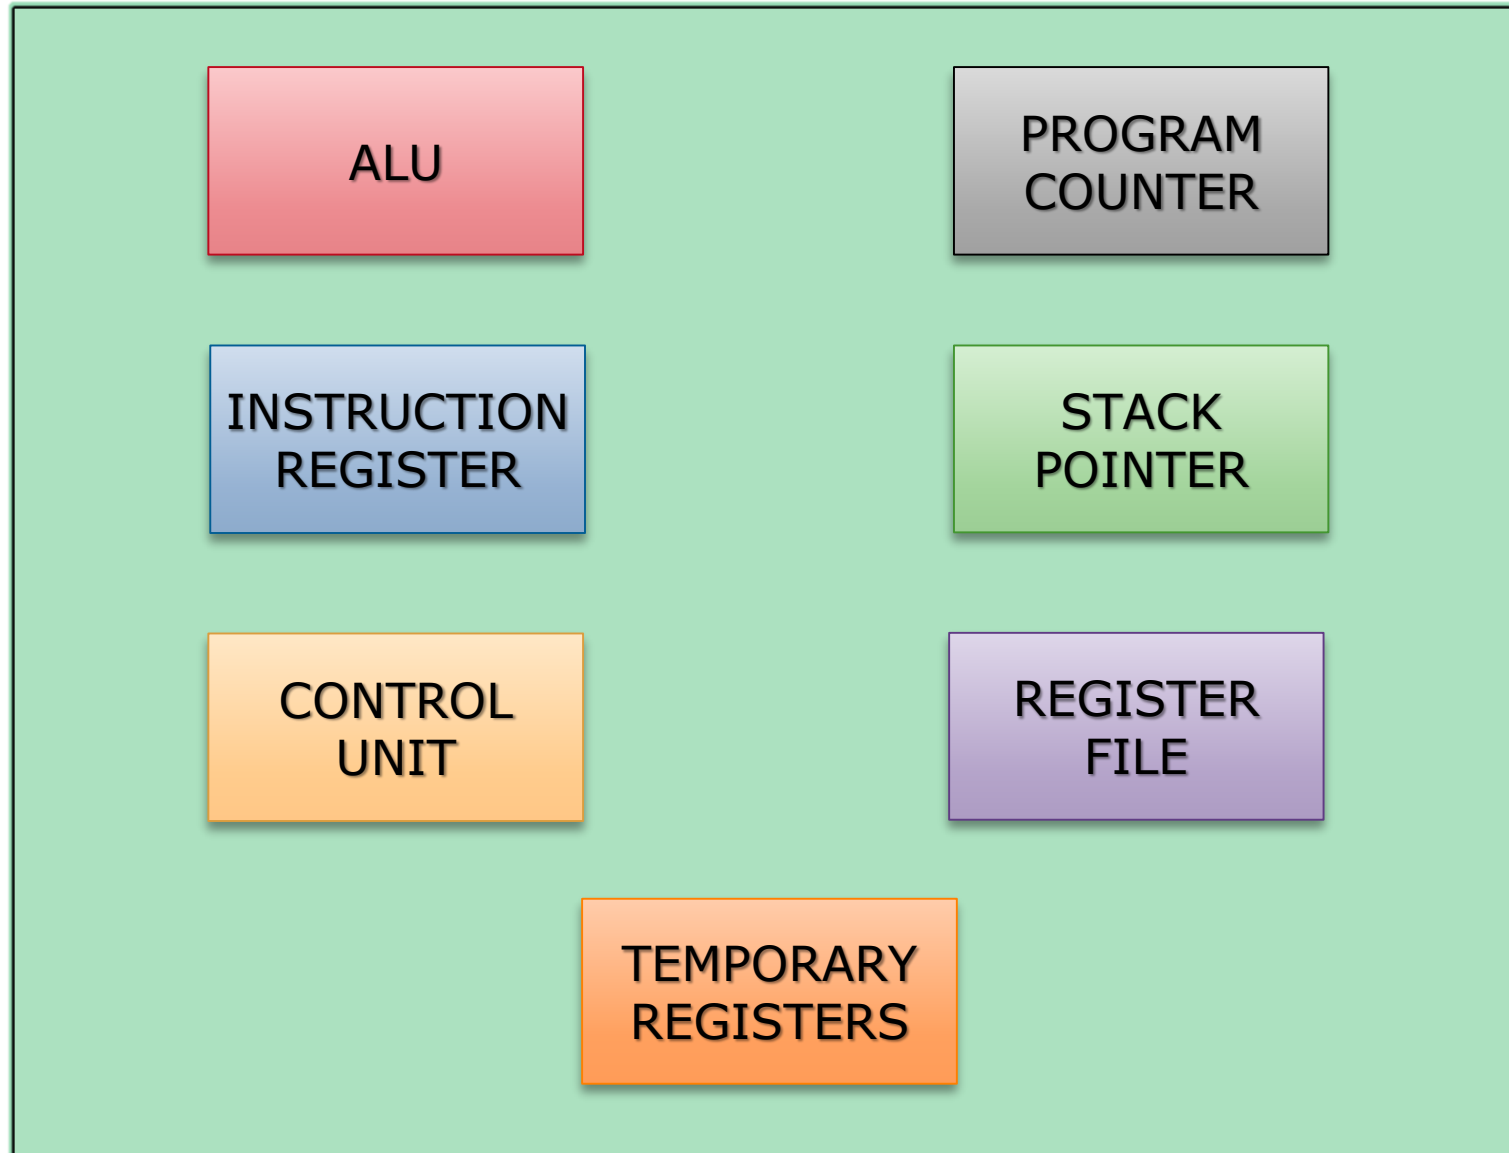 ALU
PROGRAM
COUNTER
INSTRUCTION
REGISTER
STACK
POINTER
CONTROL
UNIT
REGISTER
FILE
TEMPORARY
REGISTERS